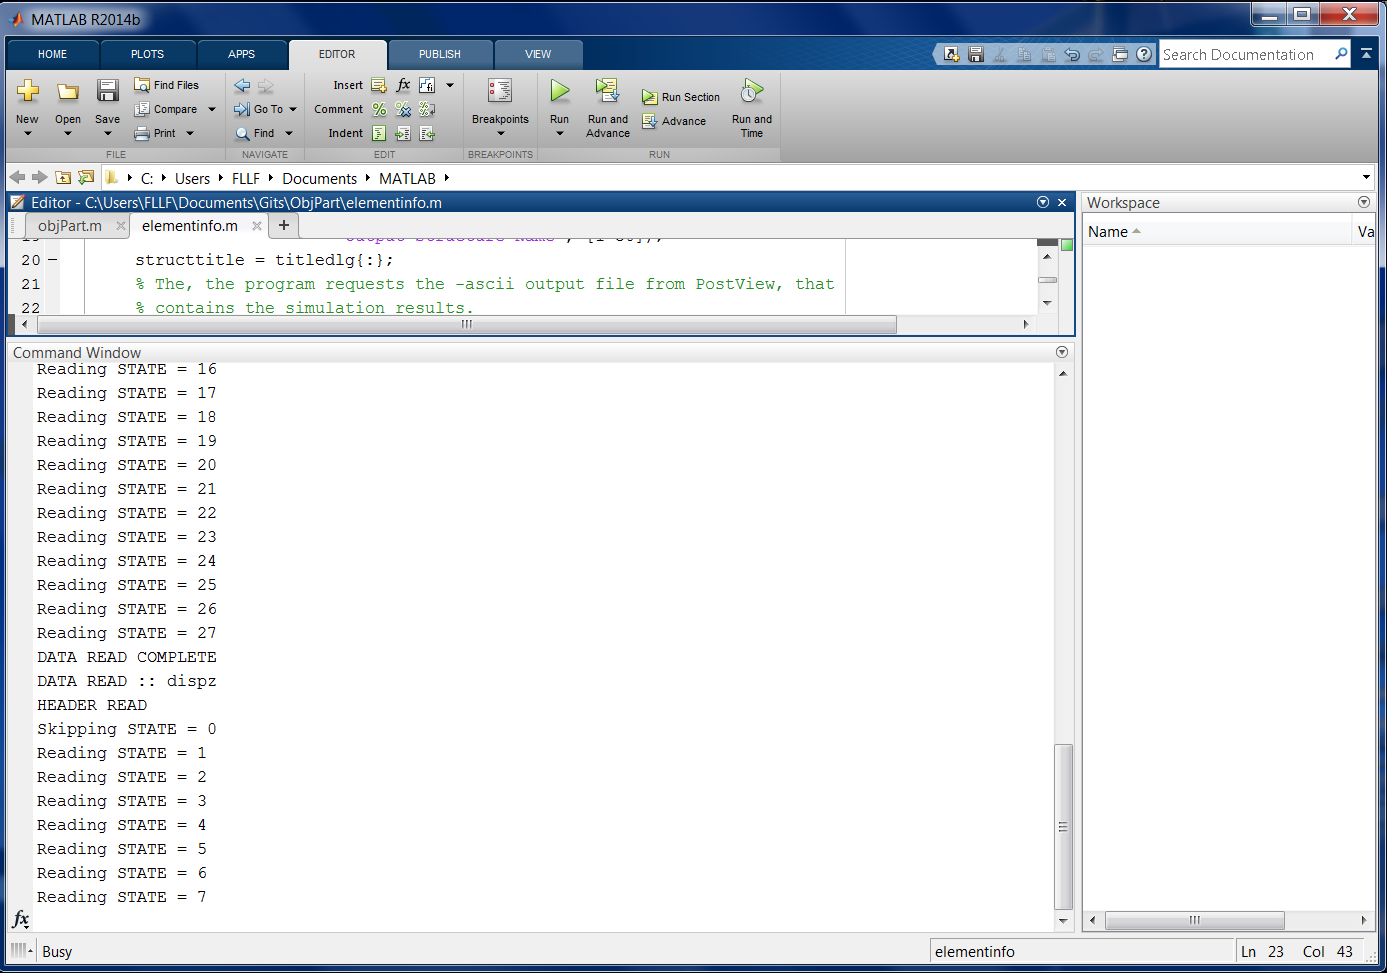 MATLAB R2014b
HOME PLOTS APPS EDITOR PUBLISH VIEW
Search Documentation
New Open Save Find Files Compare Print
FILE
Go To Find
NAVIGATE
Insert fx
Comment
Indent
EDIT
Breakpoints
BREAKPOINTS
Run Run and Advance Run Section Advance Run and Time
RUN
C: Users FLLF Documents MATLAB
Editor - C:\Users\FLLF\Documents\Gits\ObjPart\elementinfo.m
objPart.m elementinfo.m +
20 – structtitle = titledlg{:};
21 % The, the program requests the -ascii output file from PostView, that
22 % contains the simulation results.
Workspace
Name Va
Command Window
Reading STATE = 16
Reading STATE = 17
Reading STATE = 18
Reading STATE = 19
Reading STATE = 20
Reading STATE = 21
Reading STATE = 22
Reading STATE = 23
Reading STATE = 24
Reading STATE = 25
Reading STATE = 26
Reading STATE = 27
DATA READ COMPLETE
DATA READ :: dispz
HEADER READ
Skipping STATE = 0
Reading STATE = 1
Reading STATE = 2
Reading STATE = 3
Reading STATE = 4
Reading STATE = 5
Reading STATE = 6
Reading STATE = 7
fx
Busy
elementinfo
Ln 23 Col 43